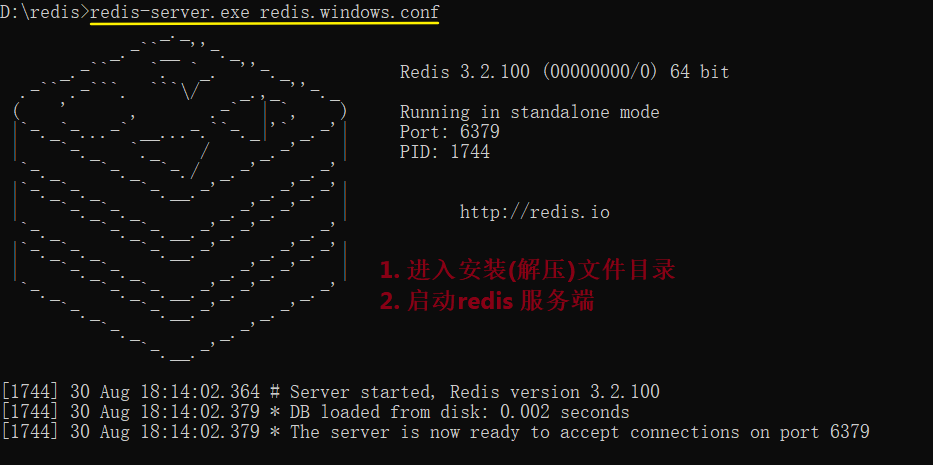 D:\redis>redis-server.exe redis.windows.conf
Redis 3.2.100 (00000000/0) 64 bit
Running in standalone mode
Port: 6379
PID: 1744
http://redis.io
1. 进入安装(解压)文件目录
2. 启动redis 服务端
[1744] 30 Aug 18:14:02.364 # Server started, Redis version 3.2.100
[1744] 30 Aug 18:14:02.379 * DB loaded from disk: 0.002 seconds
[1744] 30 Aug 18:14:02.379 * The server is now ready to accept connections on port 6379